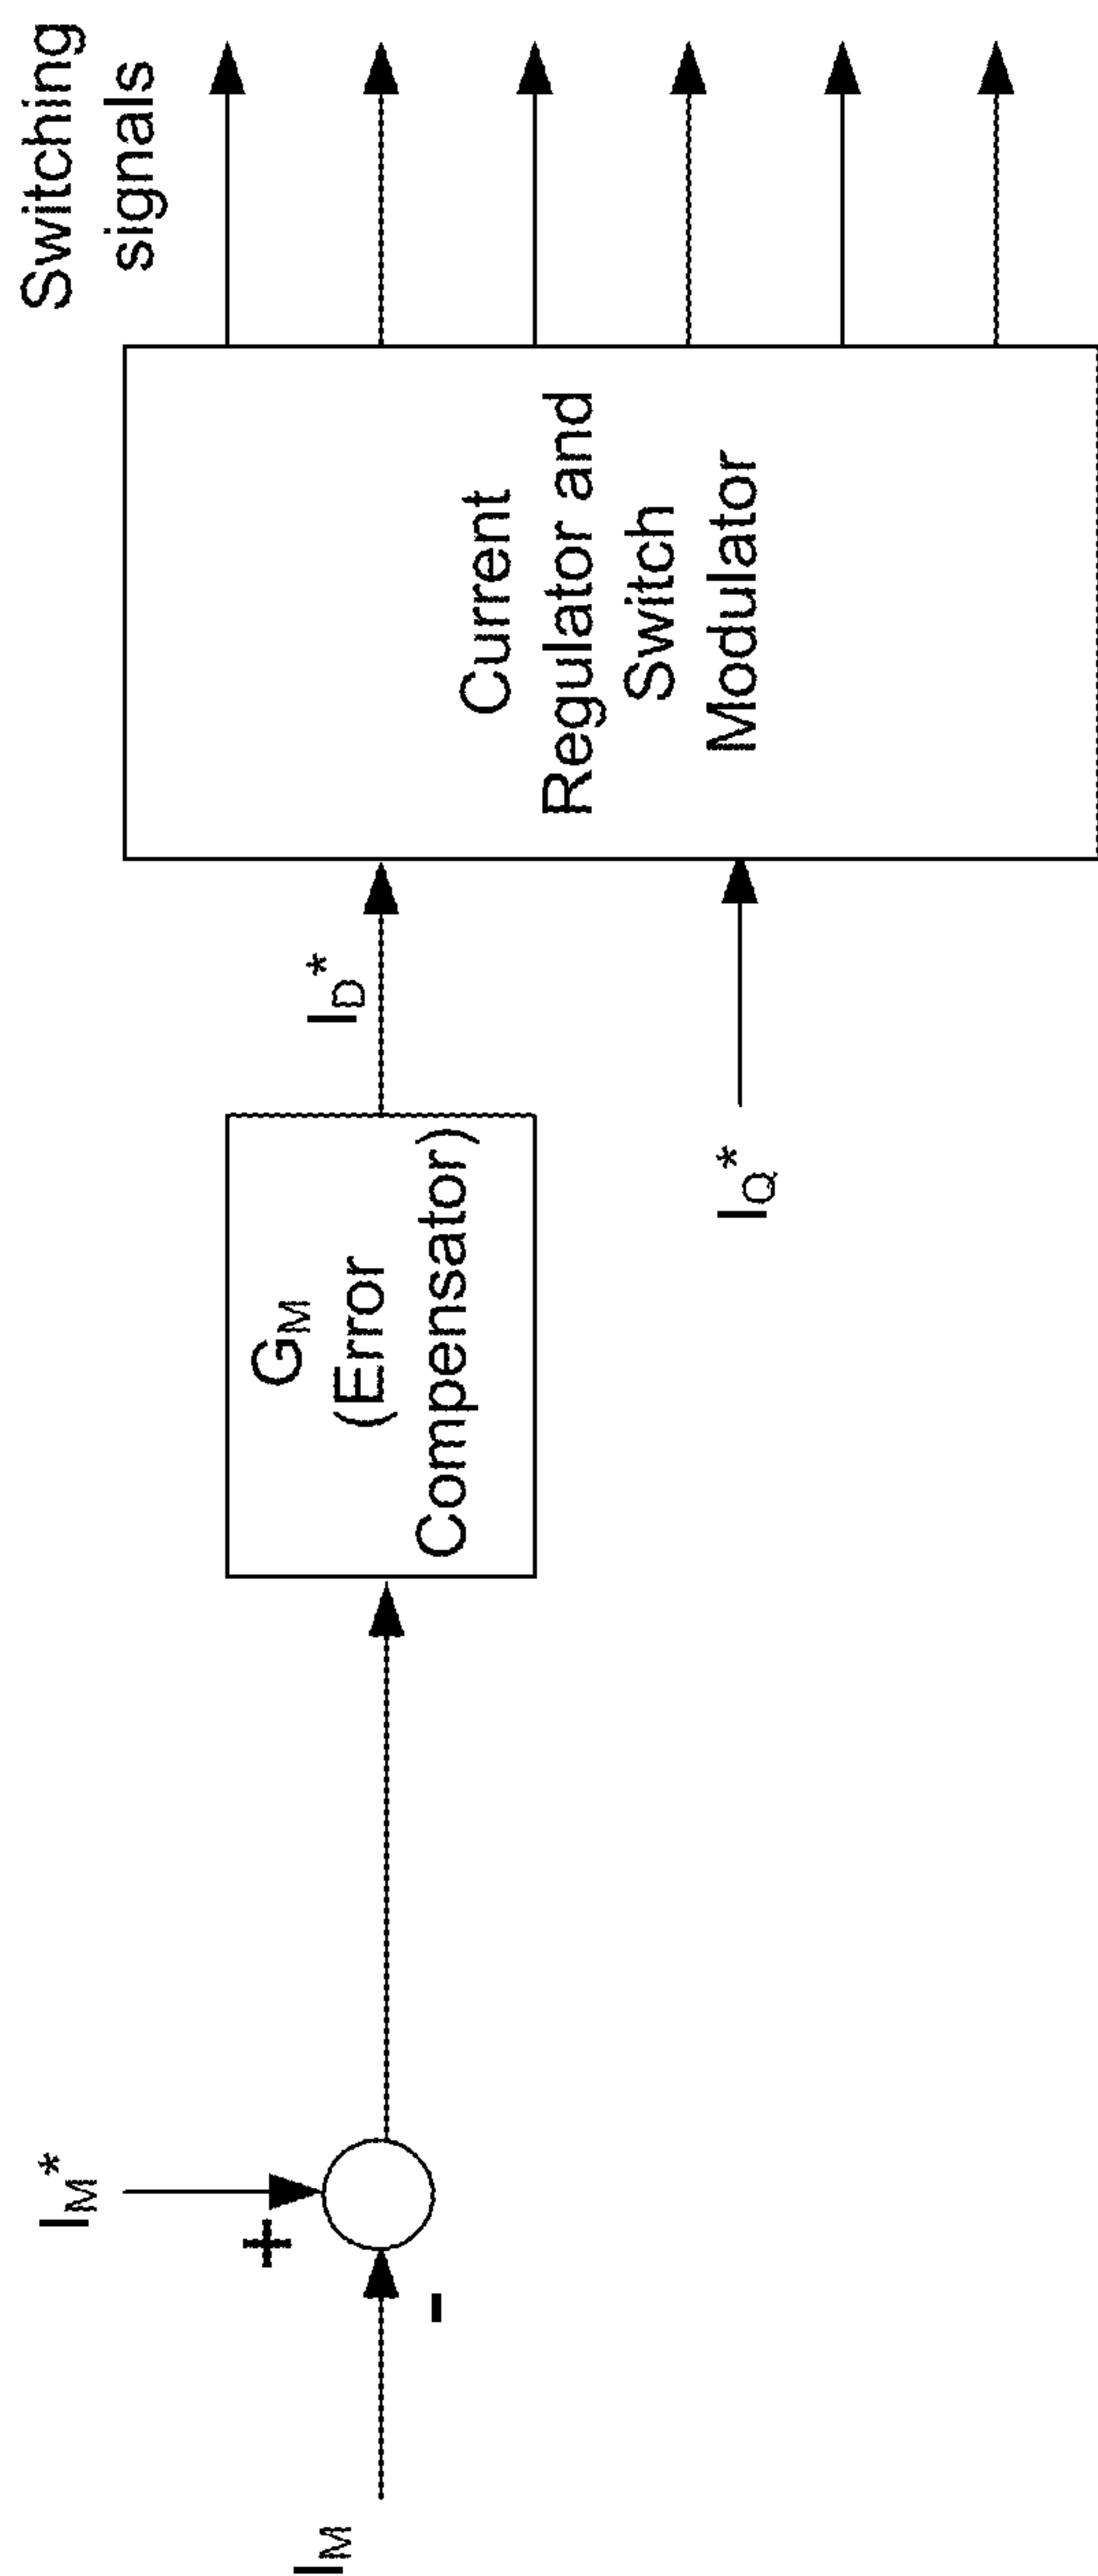 I_M
I_M*
+
-
G_M
(Error
Compensator)
I_D*
I_Q*
Current
Regulator and
Switch
Modulator
Switching
signals